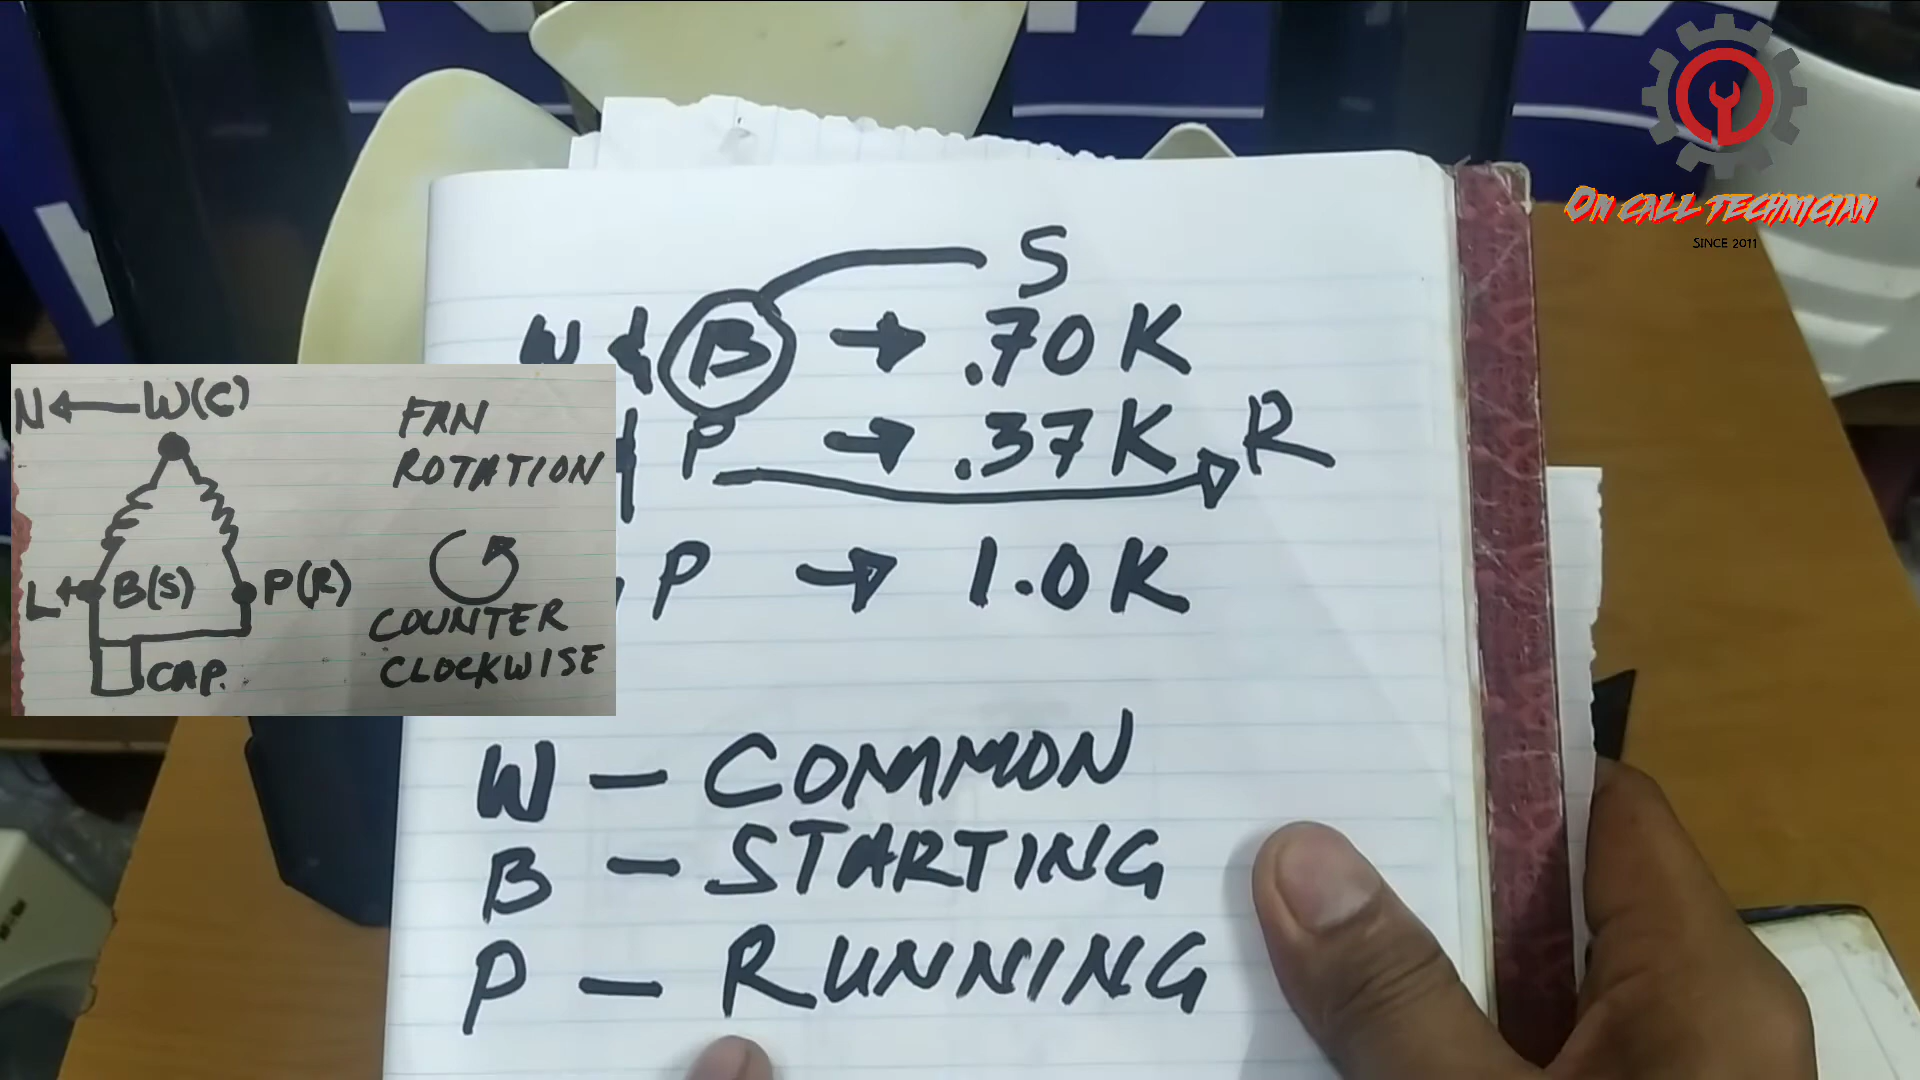 S
W & B → .70K
& P → .37K R
P → 1.0K
W - COMMON
B - STARTING
P - RUNNING
N ← W(C)
L ← B(S) P(R)
CAP.
FAN
ROTATION
COUNTER
CLOCKWISE
ON CALL TECHNICIAN
SINCE 2011